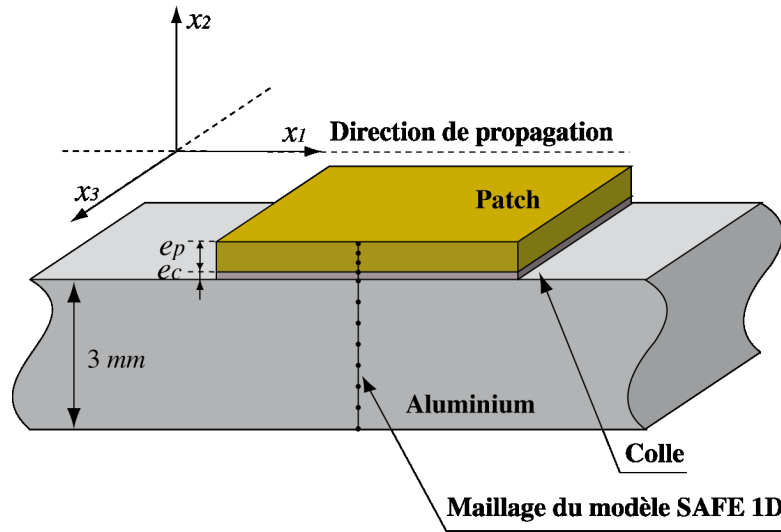 x2
x1
Direction de propagation
x3
Patch
ep
ec
3 mm
Aluminium
Colle
Maillage du modèle SAFE 1D